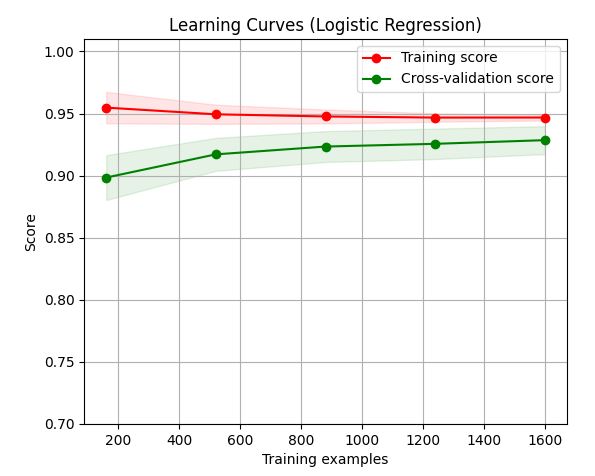 Learning Curves (Logistic Regression)
Training score
Cross-validation score
1.00
0.95
0.90
0.85
0.80
0.75
0.70
Score
200 400 600 800 1000 1200 1400 1600
Training examples